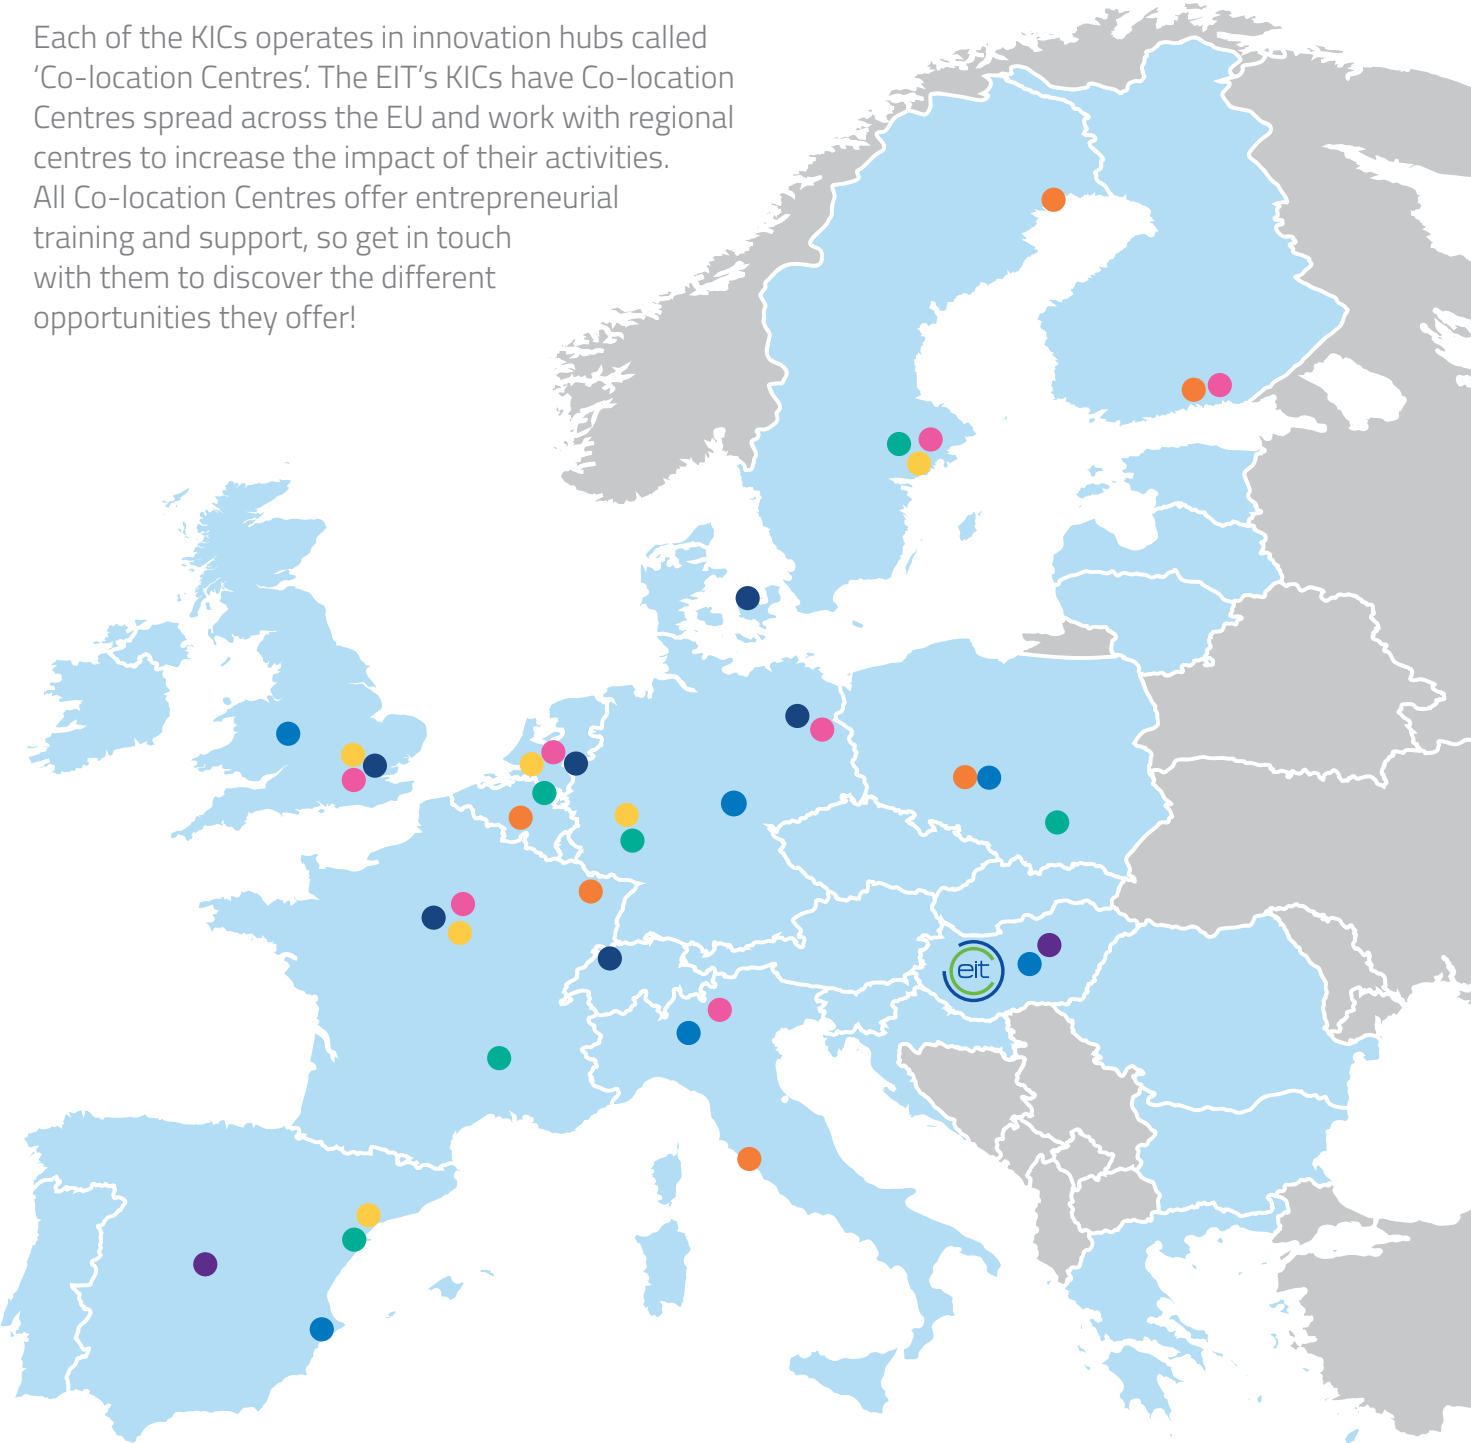 Each of the KICs operates in innovation hubs called
‘Co-location Centres’. The EIT’s KICs have Co-location
Centres spread across the EU and work with regional
centres to increase the impact of their activities.
All Co-location Centres offer entrepreneurial
training and support, so get in touch
with them to discover the different
opportunities they offer!
eit